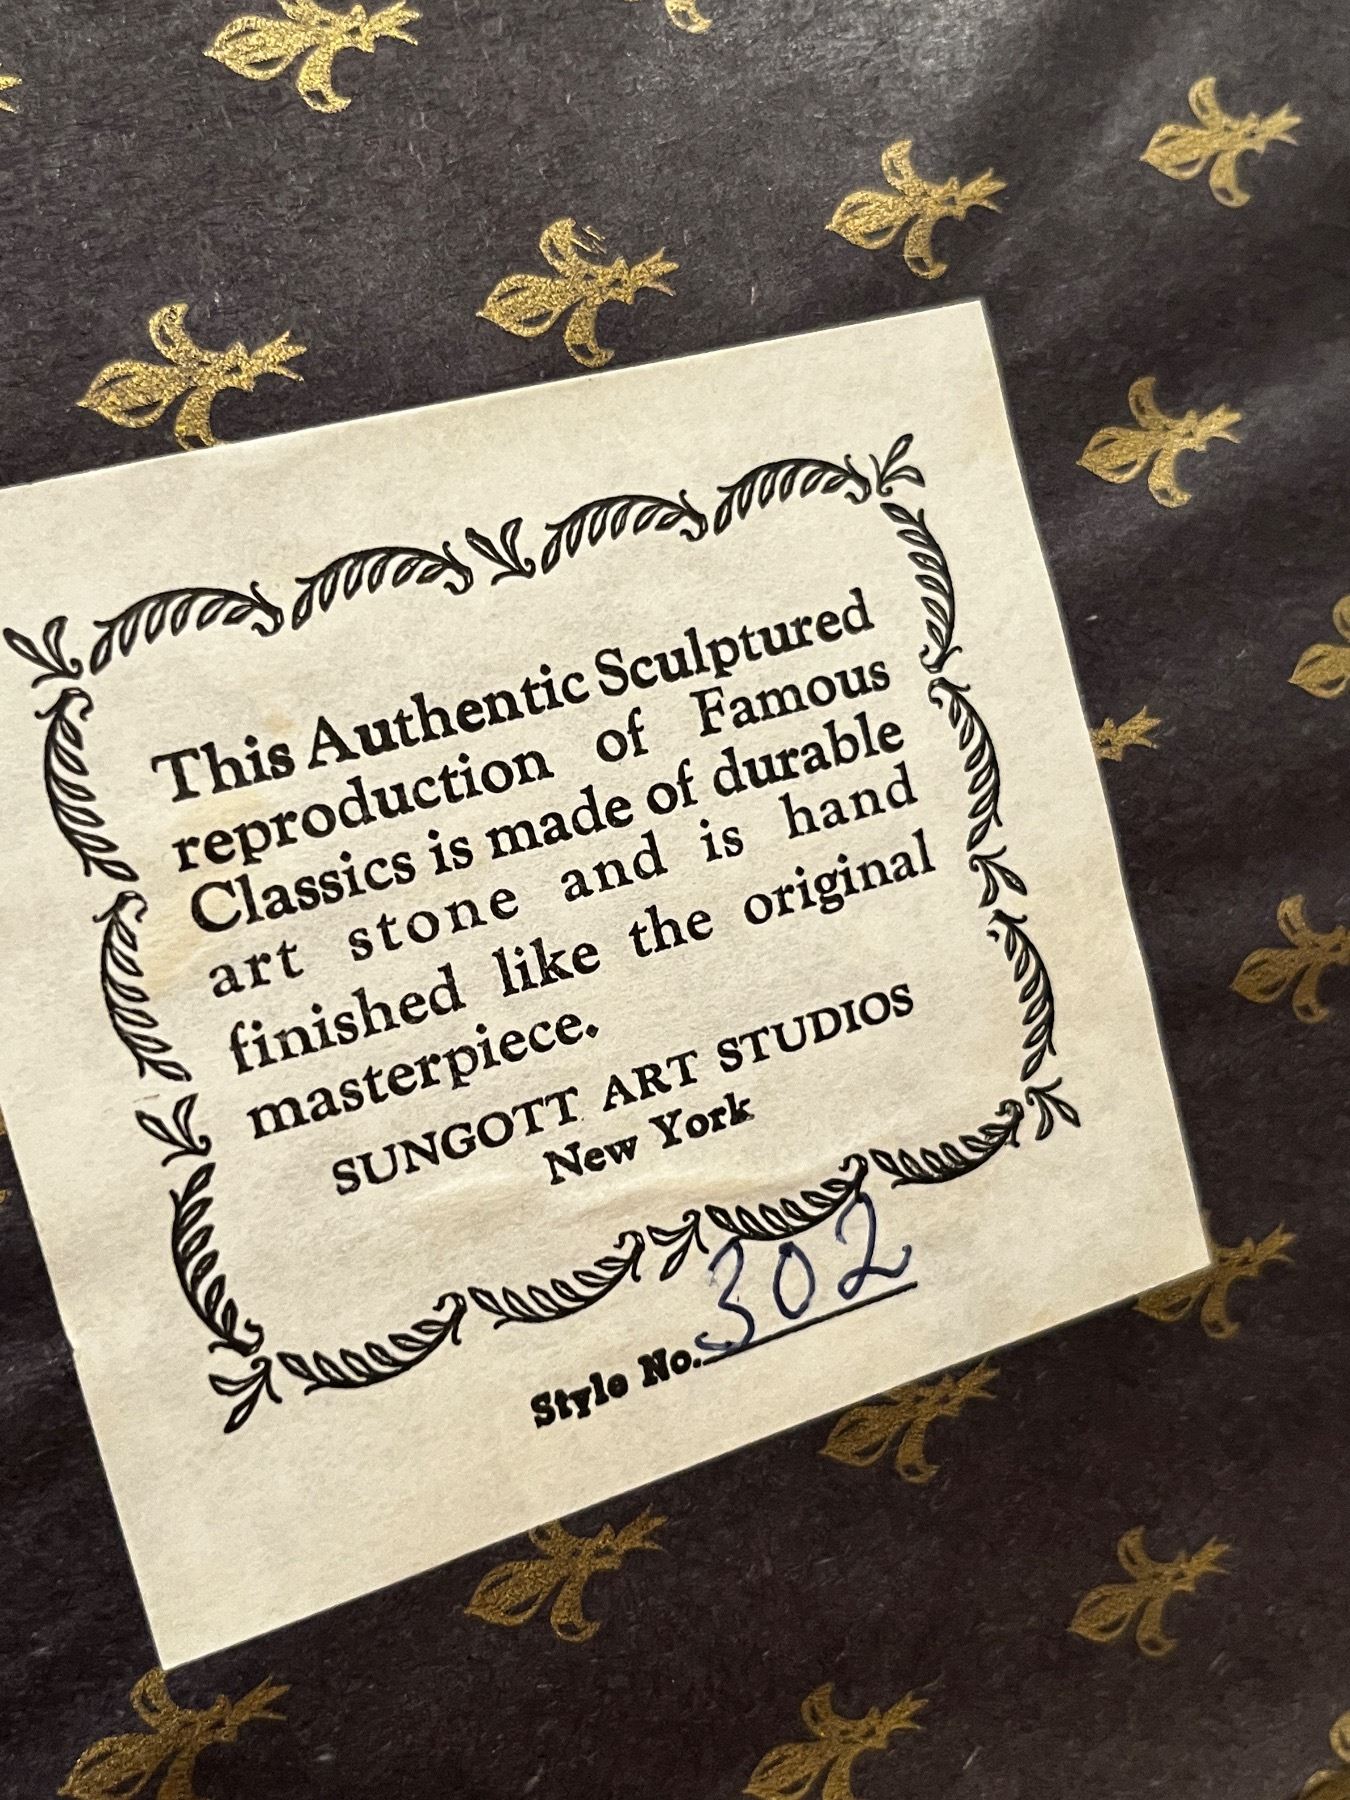 This Authentic Sculptured
reproduction of Famous
Classics is made of durable
art stone and is hand
finished like the original
masterpiece.
SUNGOTT ART STUDIOS
New York
Style No. 302